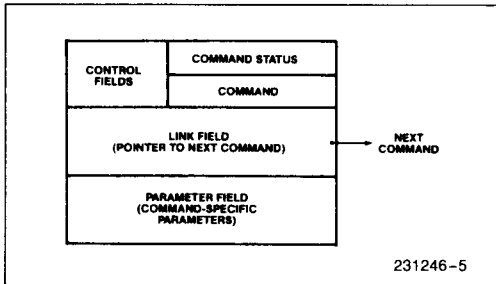 CONTROL
FIELDS
COMMAND STATUS
COMMAND
LINK FIELD
(POINTER TO NEXT COMMAND)
NEXT
COMMAND
PARAMETER FIELD
(COMMAND-SPECIFIC
PARAMETERS)
231246-5